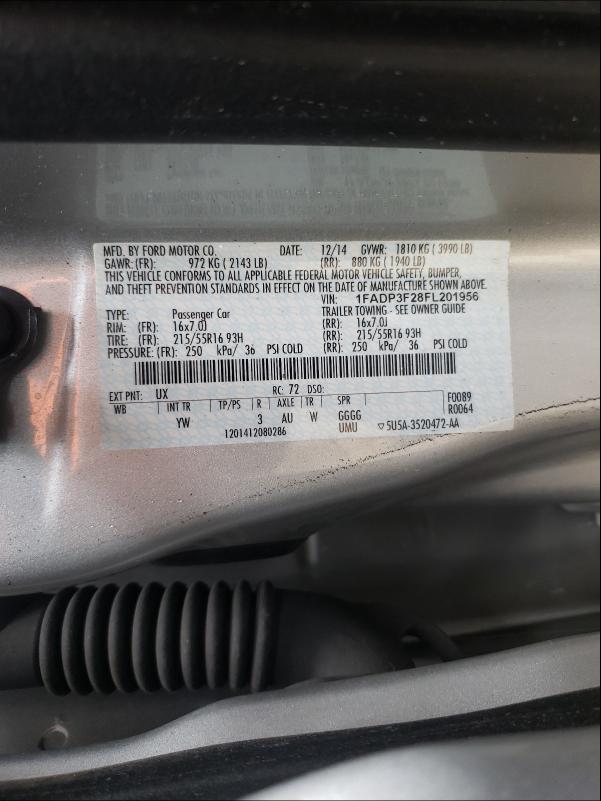 MFD. BY FORD MOTOR CO. DATE: 12/14 GVWR: 1810 KG ( 3990 LB)
GAWR: (FR): 972 KG ( 2143 LB) (RR): 880 KG ( 1940 LB)
THIS VEHICLE CONFORMS TO ALL APPLICABLE FEDERAL MOTOR VEHICLE SAFETY, BUMPER,
AND THEFT PREVENTION STANDARDS IN EFFECT ON THE DATE OF MANUFACTURE SHOWN ABOVE.
VIN: 1FADP3F28FL201956
TYPE: Passenger Car TRAILER TOWING - SEE OWNER GUIDE
RIM: (FR): 16x7.0J (RR): 16x7.0J
TIRE: (FR): 215/55R16 93H (RR): 215/55R16 93H
PRESSURE: (FR): 250 kPa/ 36 PSI COLD (RR): 250 kPa/ 36 PSI COLD
EXT PNT: UX RC: 72 DSO:
WB INT TR TP/PS R AXLE TR SPR F0089
YW 3 AU W GGGG R0064
1201412080286 UMU ▽5U5A-3520472-AA